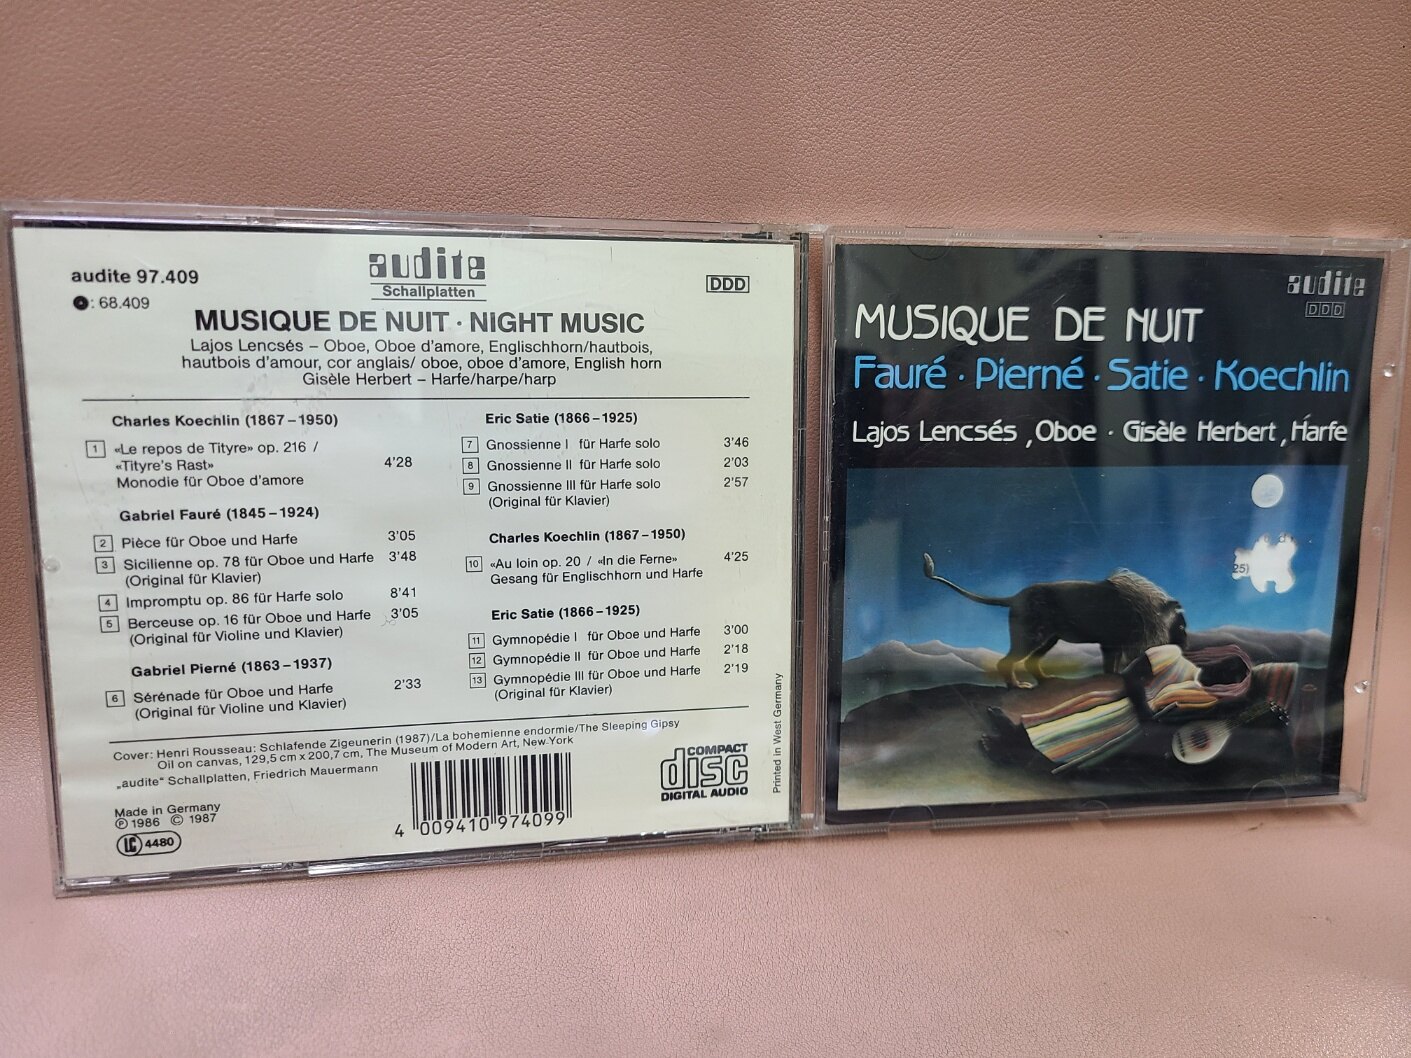 audite 97.409
: 68.409
audite
Schallplatten
DDD
MUSIQUE DE NUIT · NIGHT MUSIC
Lajos Lencsés – Oboe, Oboe d'amore, Englischhorn/hautbois,
hautbois d'amour, cor anglais/ oboe, oboe d'amore, English horn
Gisèle Herbert – Harfe/harpe/harp
Charles Koechlin (1867–1950)
1 «Le repos de Tityre» op. 216 /
«Tityre's Rast» 4'28
Monodie für Oboe d'amore
Gabriel Fauré (1845–1924)
2 Pièce für Oboe und Harfe 3'05
3 Sicilienne op. 78 für Oboe und Harfe 3'48
(Original für Klavier)
4 Impromptu op. 86 für Harfe solo 8'41
5 Berceuse op. 16 für Oboe und Harfe 3'05
(Original für Violine und Klavier)
Gabriel Pierné (1863–1937)
6 Sérénade für Oboe und Harfe 2'33
(Original für Violine und Klavier)
Eric Satie (1866–1925)
7 Gnossienne I für Harfe solo 3'46
8 Gnossienne II für Harfe solo 2'03
9 Gnossienne III für Harfe solo 2'57
(Original für Klavier)
Charles Koechlin (1867–1950)
10 «Au loin op. 20 / «In die Ferne» 4'25
Gesang für Englischhorn und Harfe
Eric Satie (1866–1925)
11 Gymnopédie I für Oboe und Harfe 3'00
12 Gymnopédie II für Oboe und Harfe 2'18
13 Gymnopédie III für Oboe und Harfe 2'19
(Original für Klavier)
Cover: Henri Rousseau: Schlafende Zigeunerin (1987)/La bohemienne endormie/The Sleeping Gipsy
Oil on canvas, 129,5 cm x 200,7 cm, The Museum of Modern Art, New York
„audite“ Schallplatten, Friedrich Mauermann
Made in Germany
Ⓟ 1986 © 1987
LC 4480
4 009410 974099
COMPACT
disc
DIGITAL AUDIO
Printed in West Germany
audite
DDD
MUSIQUE DE NUIT
Fauré · Pierné · Satie · Koechlin
Lajos Lencsés, Oboe · Gisèle Herbert, Harfe
25)